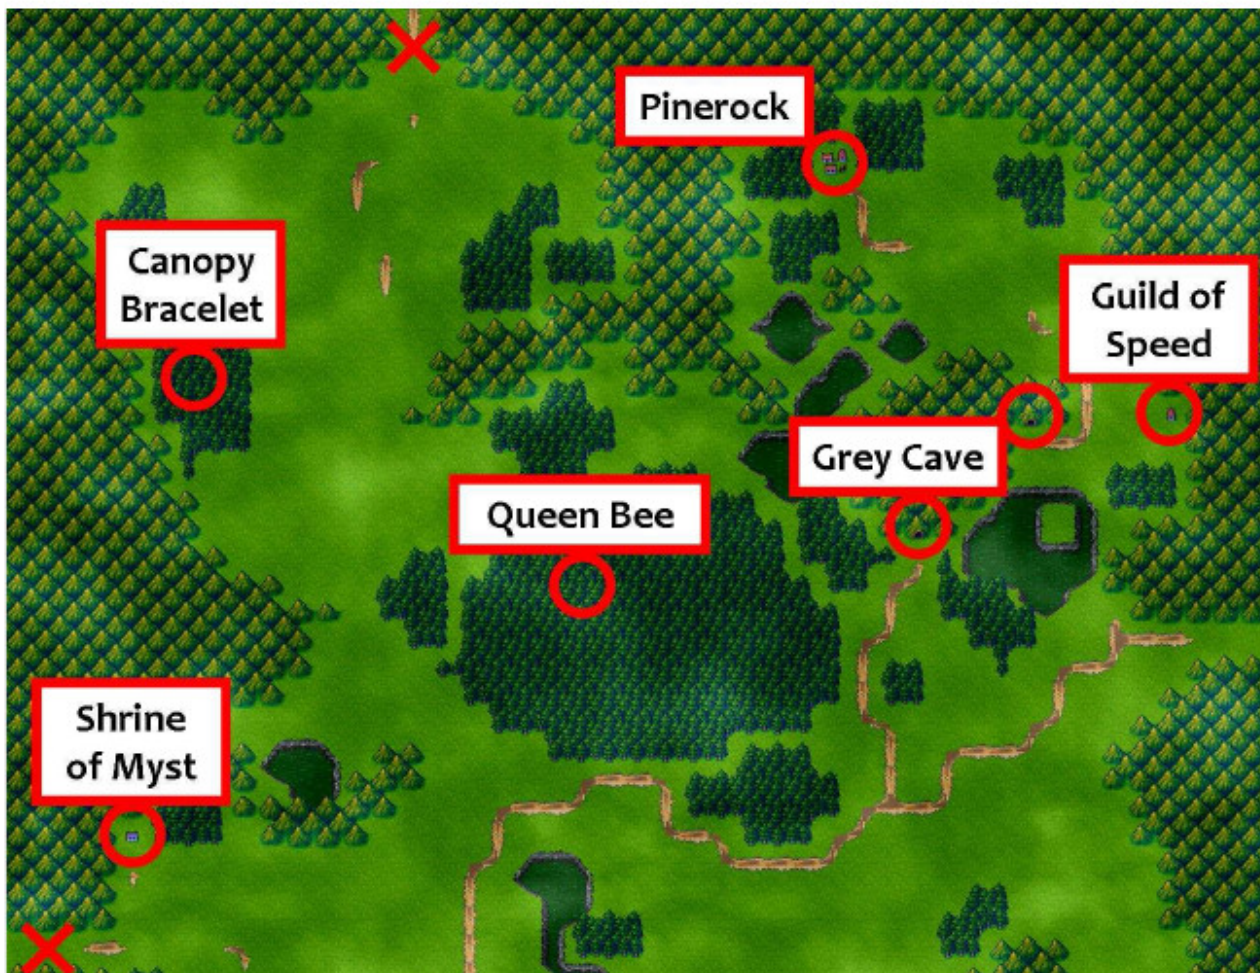 Pinerock
Canopy
Bracelet
Guild of
Speed
Grey Cave
Queen Bee
Shrine
of Myst